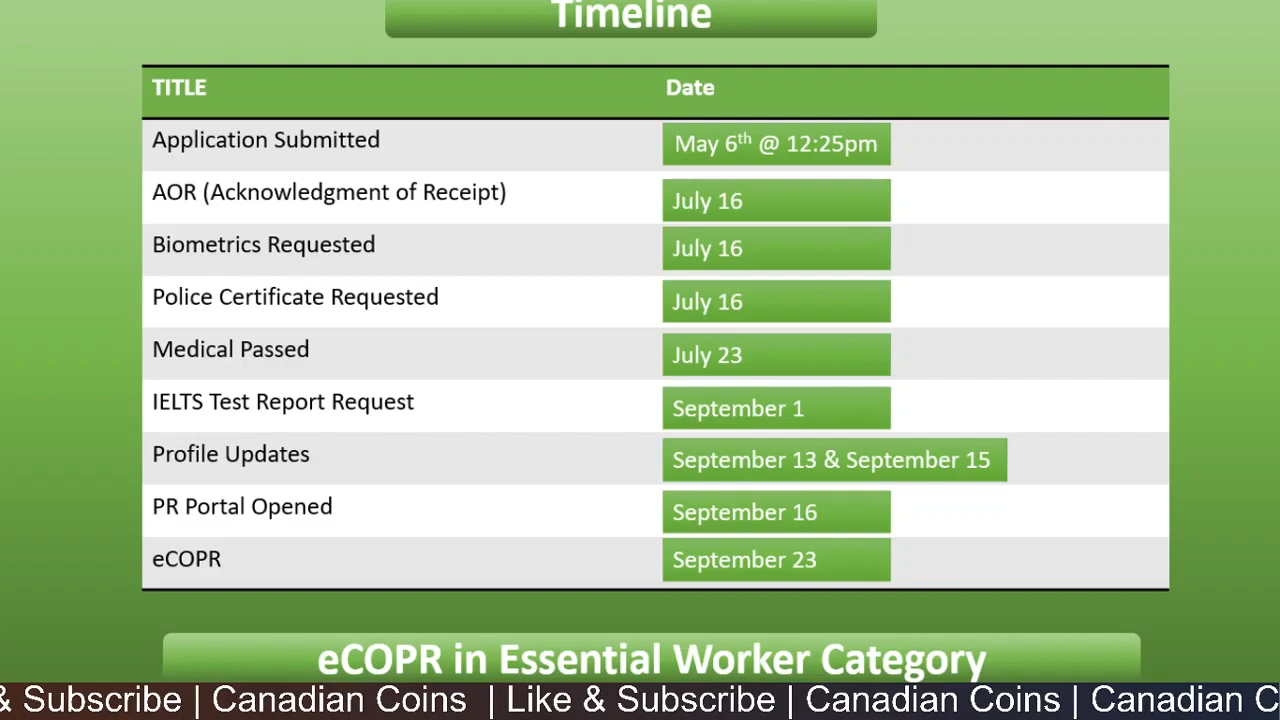 Timeline
TITLE Date
Application Submitted May 6th @ 12:25pm
AOR (Acknowledgment of Receipt) July 16
Biometrics Requested July 16
Police Certificate Requested July 16
Medical Passed July 23
IELTS Test Report Request September 1
Profile Updates September 13 & September 15
PR Portal Opened September 16
eCOPR September 23
eCOPR in Essential Worker Category
& Subscribe | Canadian Coins | Like & Subscribe | Canadian Coins | Canadian C